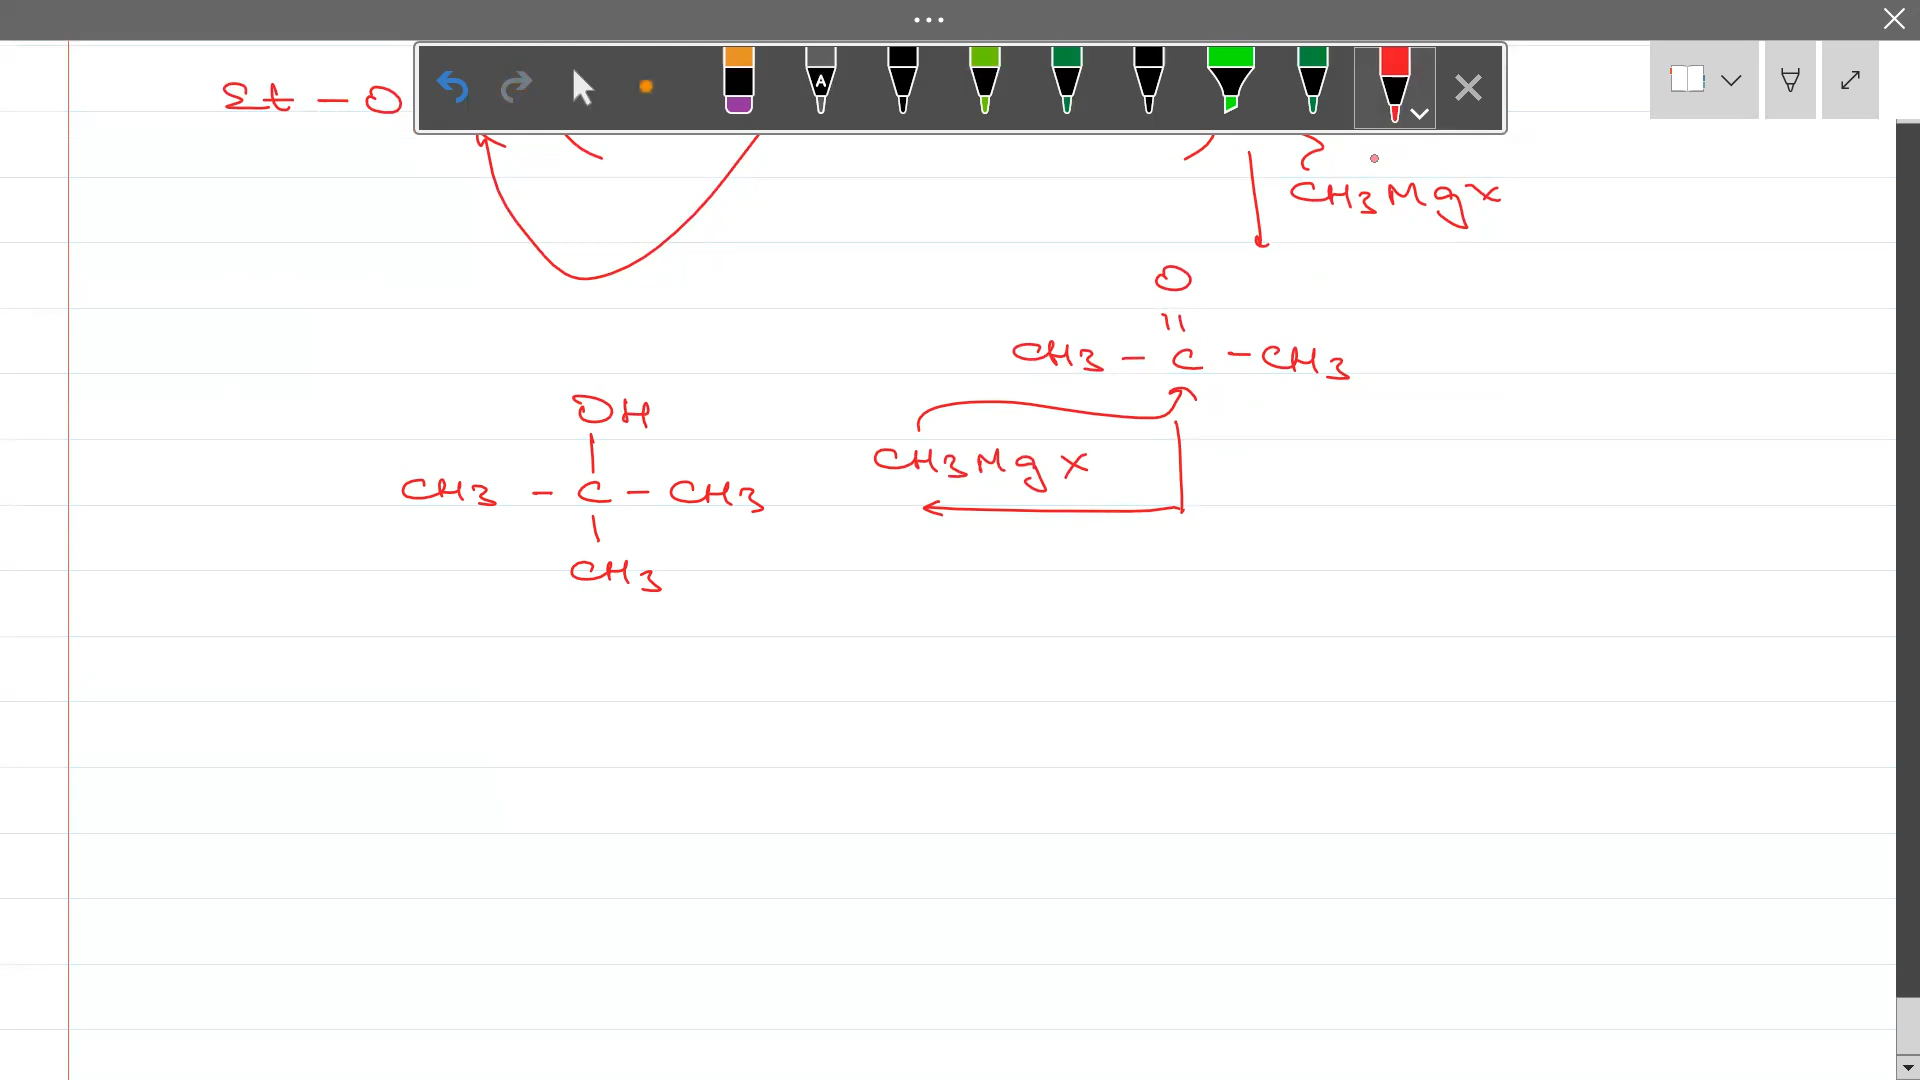 Et - O
CH3MgX
O
CH3 - C - CH3
OH
CH3MgX
CH3 - C - CH3
CH3